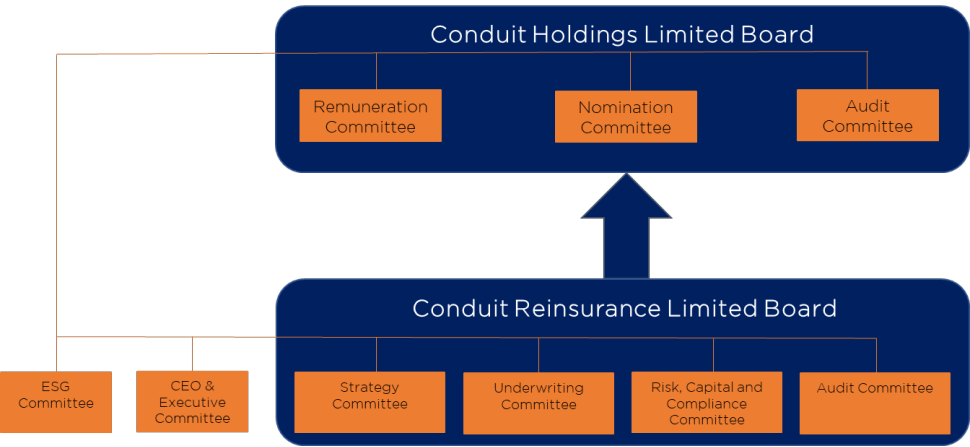 Conduit Holdings Limited Board
Remuneration
Committee
Nomination
Committee
Audit
Committee
Conduit Reinsurance Limited Board
ESG
Committee
CEO &
Executive
Committee
Strategy
Committee
Underwriting
Committee
Risk, Capital and
Compliance
Committee
Audit Committee